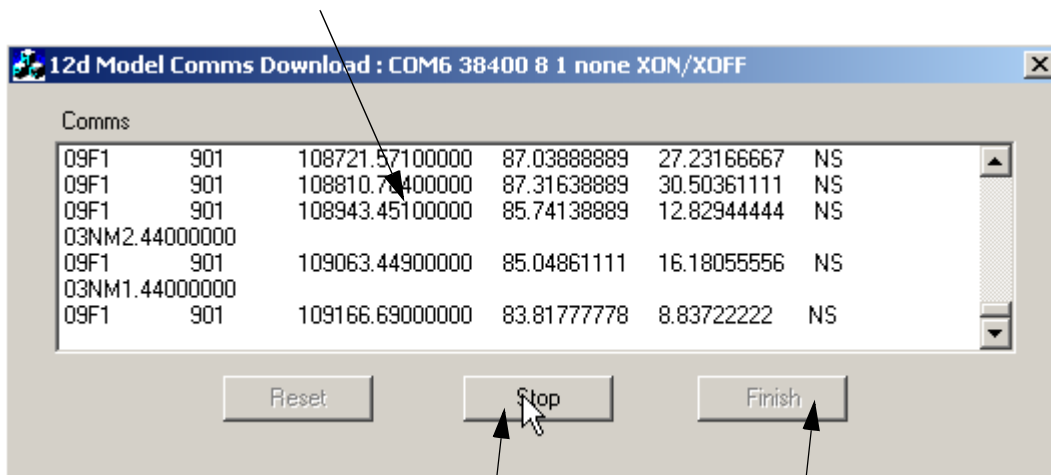 12d Model Comms Download : COM6 38400 8 1 none XON/XOFF
Comms
09F1 901 108721.57100000 87.03888889 27.23166667 NS
09F1 901 108810.78400000 87.31638889 30.50361111 NS
09F1 901 108943.45100000 85.74138889 12.82944444 NS
03NM2.44000000
09F1 901 109063.44900000 85.04861111 16.18055556 NS
03NM1.44000000
09F1 901 109166.69000000 83.81777778 8.83722222 NS
Reset Stop Finish